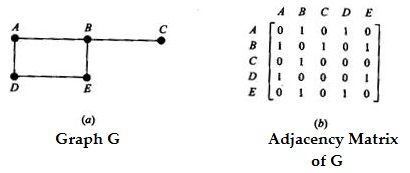 A B C
D E
(a)
Graph G
A B C D E
A 0 1 0 1 0
B 1 0 1 0 1
C 0 1 0 0 0
D 1 0 0 0 1
E 0 1 0 1 0
(b)
Adjacency Matrix
of G